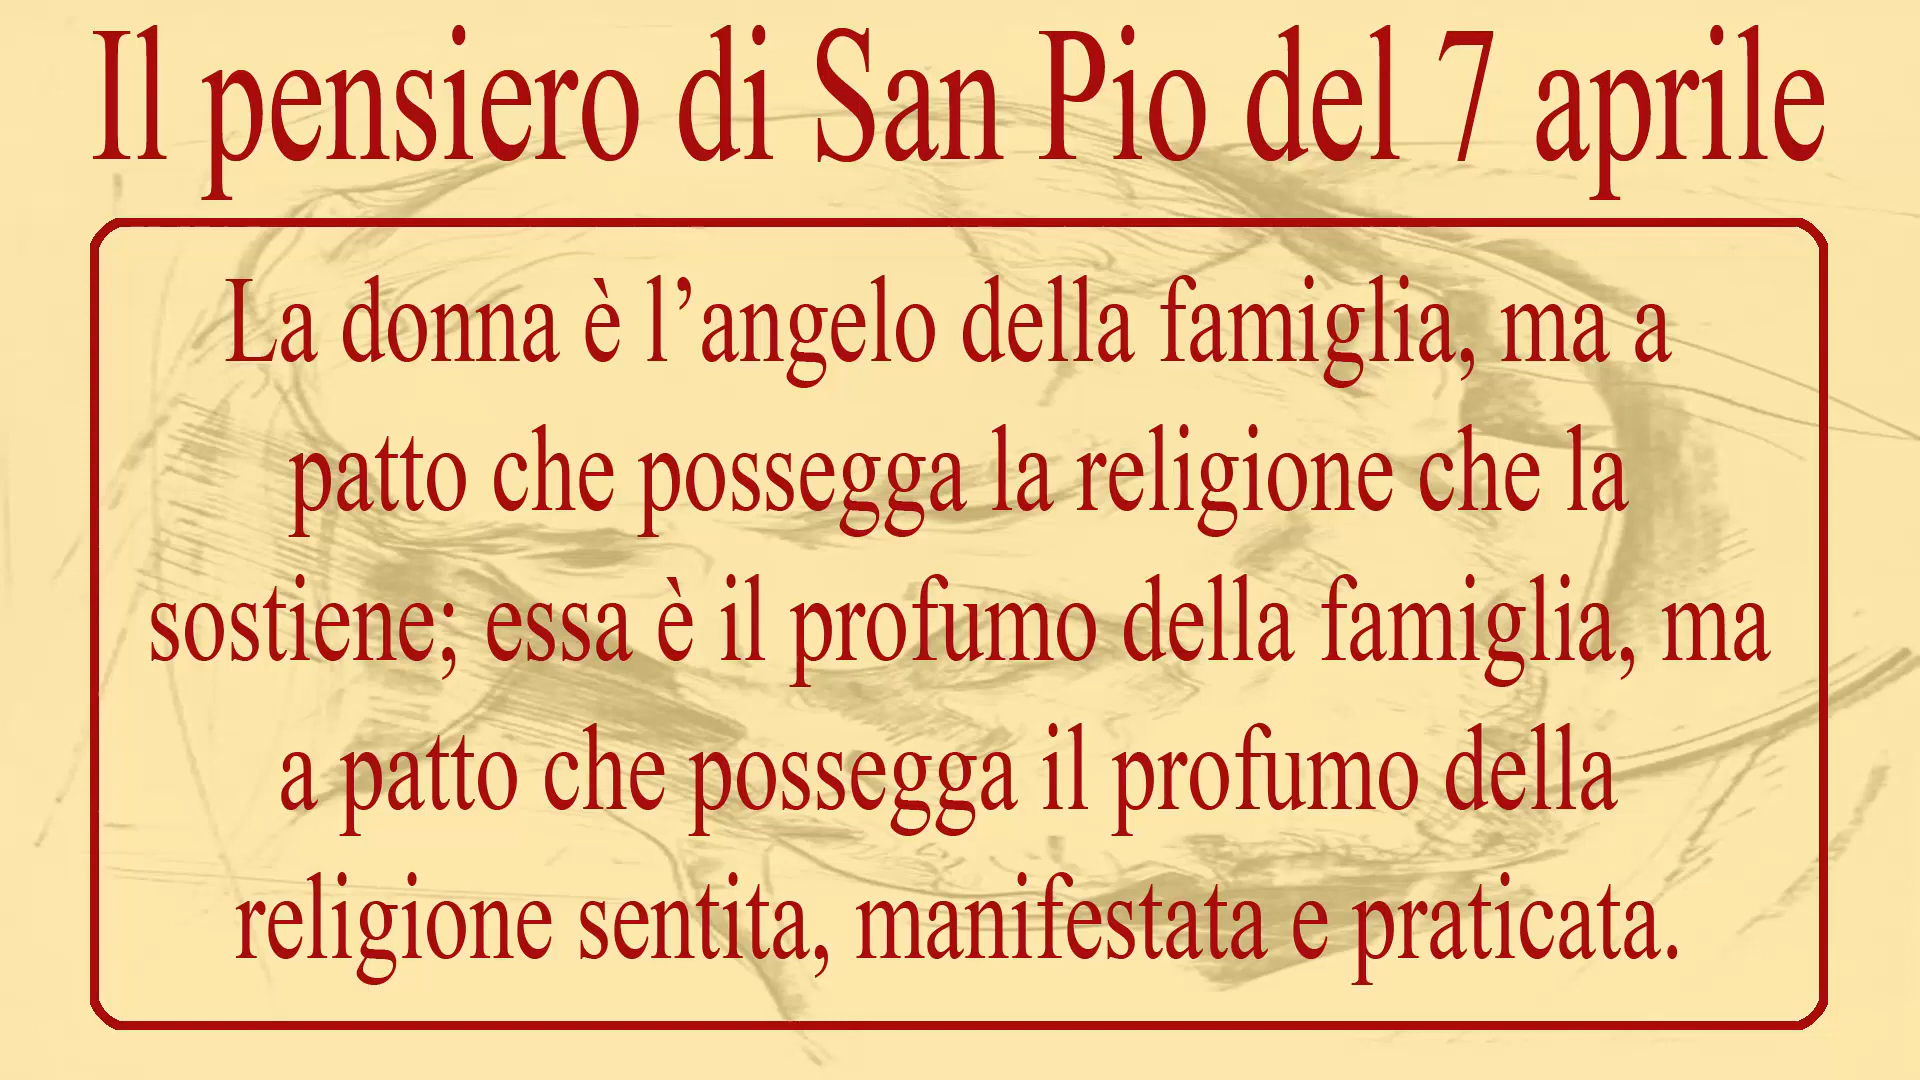 Il pensiero di San Pio del 7 aprile
La donna è l’angelo della famiglia, ma a
patto che possegga la religione che la
sostiene; essa è il profumo della famiglia, ma
a patto che possegga il profumo della
religione sentita, manifestata e praticata.